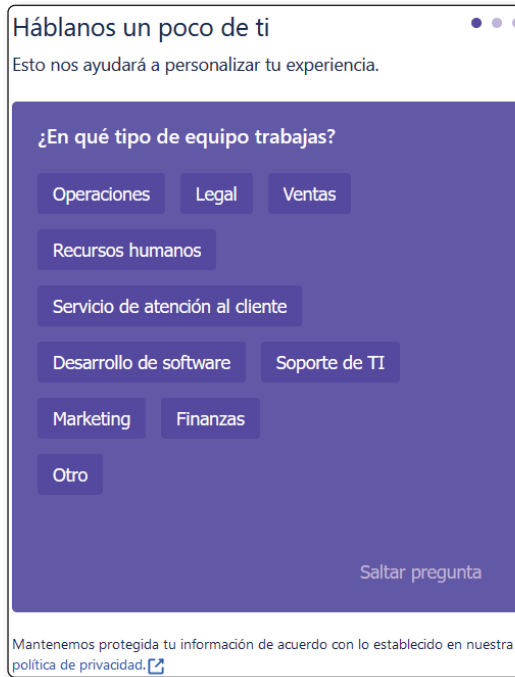 Háblanos un poco de ti
Esto nos ayudará a personalizar tu experiencia.
¿En qué tipo de equipo trabajas?
Operaciones Legal Ventas
Recursos humanos
Servicio de atención al cliente
Desarrollo de software Soporte de TI
Marketing Finanzas
Otro
Saltar pregunta
Mantenemos protegida tu información de acuerdo con lo establecido en nuestra
política de privacidad.